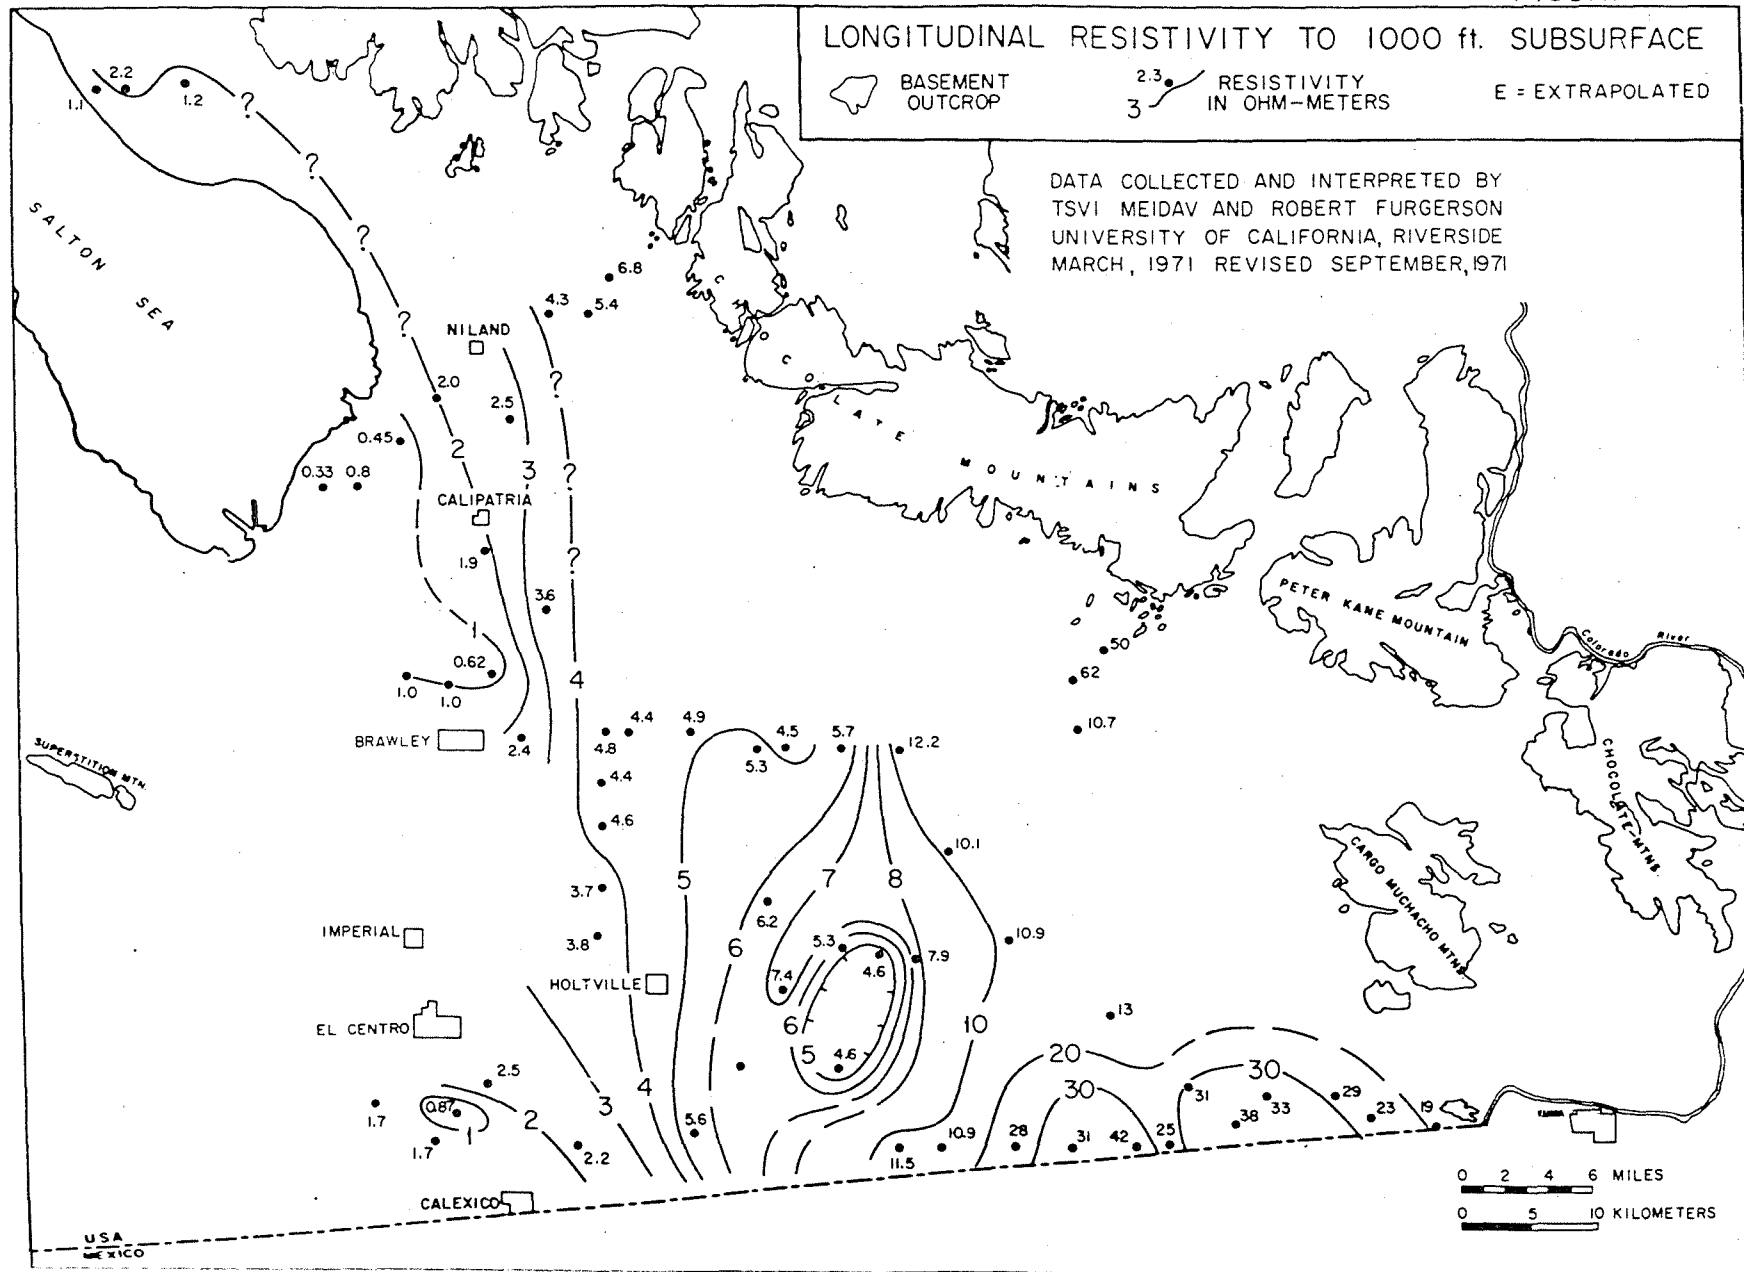 LONGITUDINAL RESISTIVITY TO 1000 ft. SUBSURFACE
BASEMENT
OUTCROP
2.3
3
RESISTIVITY
IN OHM-METERS
E = EXTRAPOLATED
DATA COLLECTED AND INTERPRETED BY
TSVI MEIDAV AND ROBERT FURGERSON
UNIVERSITY OF CALIFORNIA, RIVERSIDE
MARCH, 1971 REVISED SEPTEMBER, 1971
2.2
1.1
1.2
?
?
?
?
SALTON SEA
6.8
4.3
5.4
NILAND
?
2.0
2.5
0.45
2
3
?
0.33
0.8
CALIPATRIA
?
1.9
3.6
1
0.62
1.0
1.0
4
CHOCOLATE
MOUNTAINS
PETER KANE MOUNTAIN
Colorado River
50
62
10.7
BRAWLEY
2.4
SUPERSTITION MTN.
4.8
4.4
4.9
4.5
5.3
5.7
12.2
4.4
4.6
10.1
CHOCOLATE-MTNS.
CARGO MUCHACHO MTNS
3.7
5
7
8
6.2
IMPERIAL
3.8
6
5.3
4.6
7.9
10.9
HOLTVILLE
7.4
EL CENTRO
6
5
4.6
10
13
20
30
30
2.5
1.7
0.87
1
1.7
2
3
4
2.2
5.6
11.5
10.9
28
31
42
25
31
38
33
29
23
19
YUMA
CALEXICO
0 2 4 6 MILES
0 5 10 KILOMETERS
USA
MEXICO